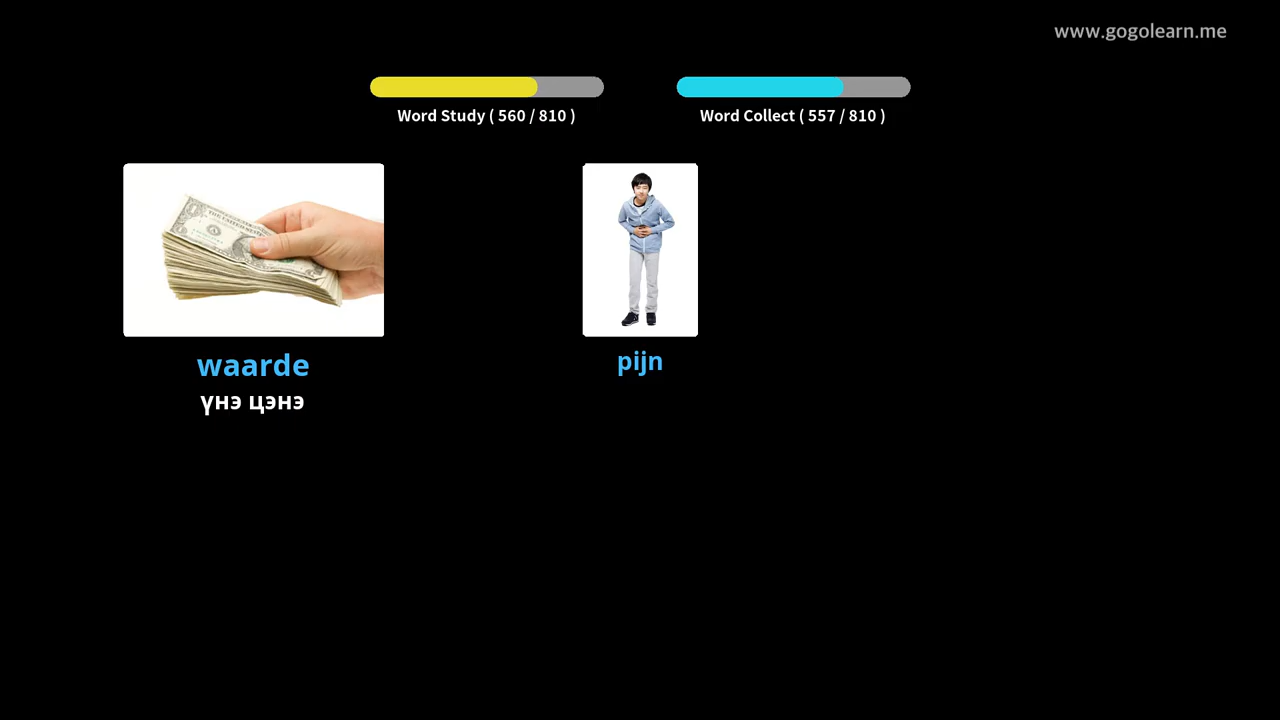 www.gogolearn.me
Word Study ( 560 / 810 )
Word Collect ( 557 / 810 )
waarde
үнэ цэнэ
pijn